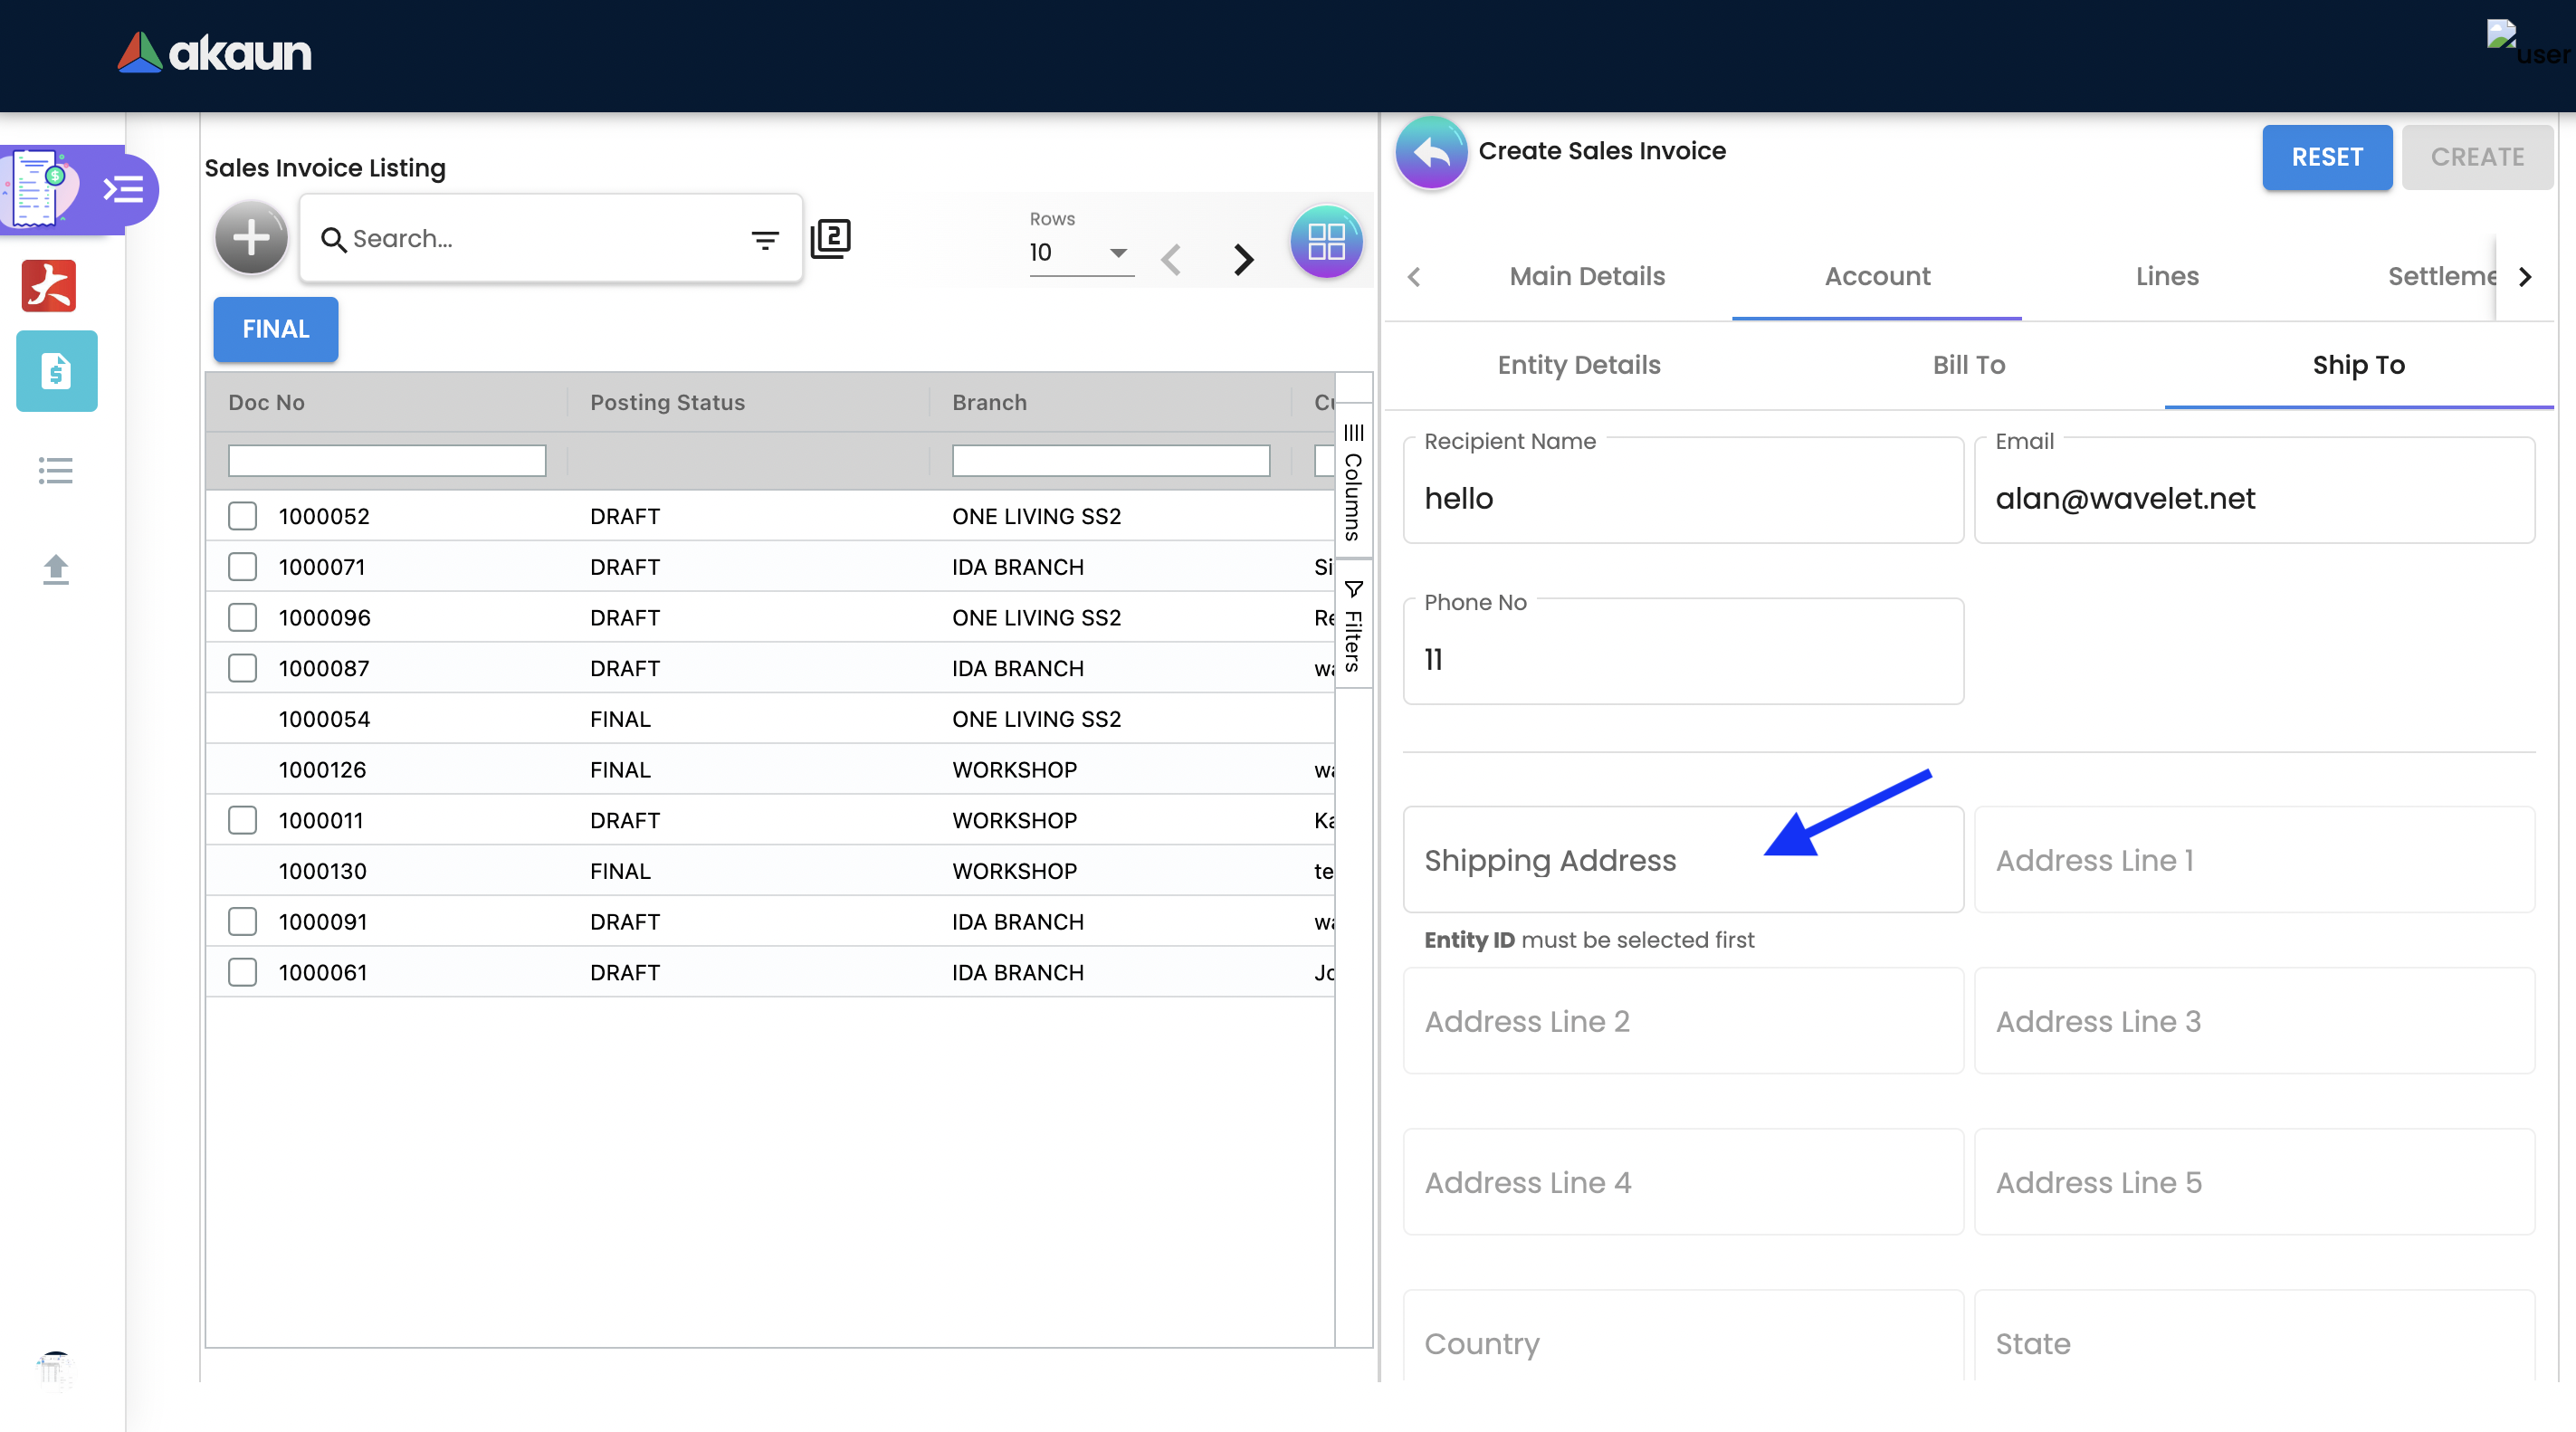 akaun
user
Sales Invoice Listing
Search...
2
Rows
10
FINAL
Doc No Posting Status Branch
Columns
Filters
1000052 DRAFT ONE LIVING SS2
1000071 DRAFT IDA BRANCH Si
1000096 DRAFT ONE LIVING SS2 Re
1000087 DRAFT IDA BRANCH wa
1000054 FINAL ONE LIVING SS2
1000126 FINAL WORKSHOP wa
1000011 DRAFT WORKSHOP Ka
1000130 FINAL WORKSHOP te
1000091 DRAFT IDA BRANCH wa
1000061 DRAFT IDA BRANCH Jo
Create Sales Invoice
RESET CREATE
Main Details Account Lines Settleme
Entity Details Bill To Ship To
Recipient Name Email
hello alan@wavelet.net
Phone No
11
Shipping Address Address Line 1
Entity ID must be selected first
Address Line 2 Address Line 3
Address Line 4 Address Line 5
Country State